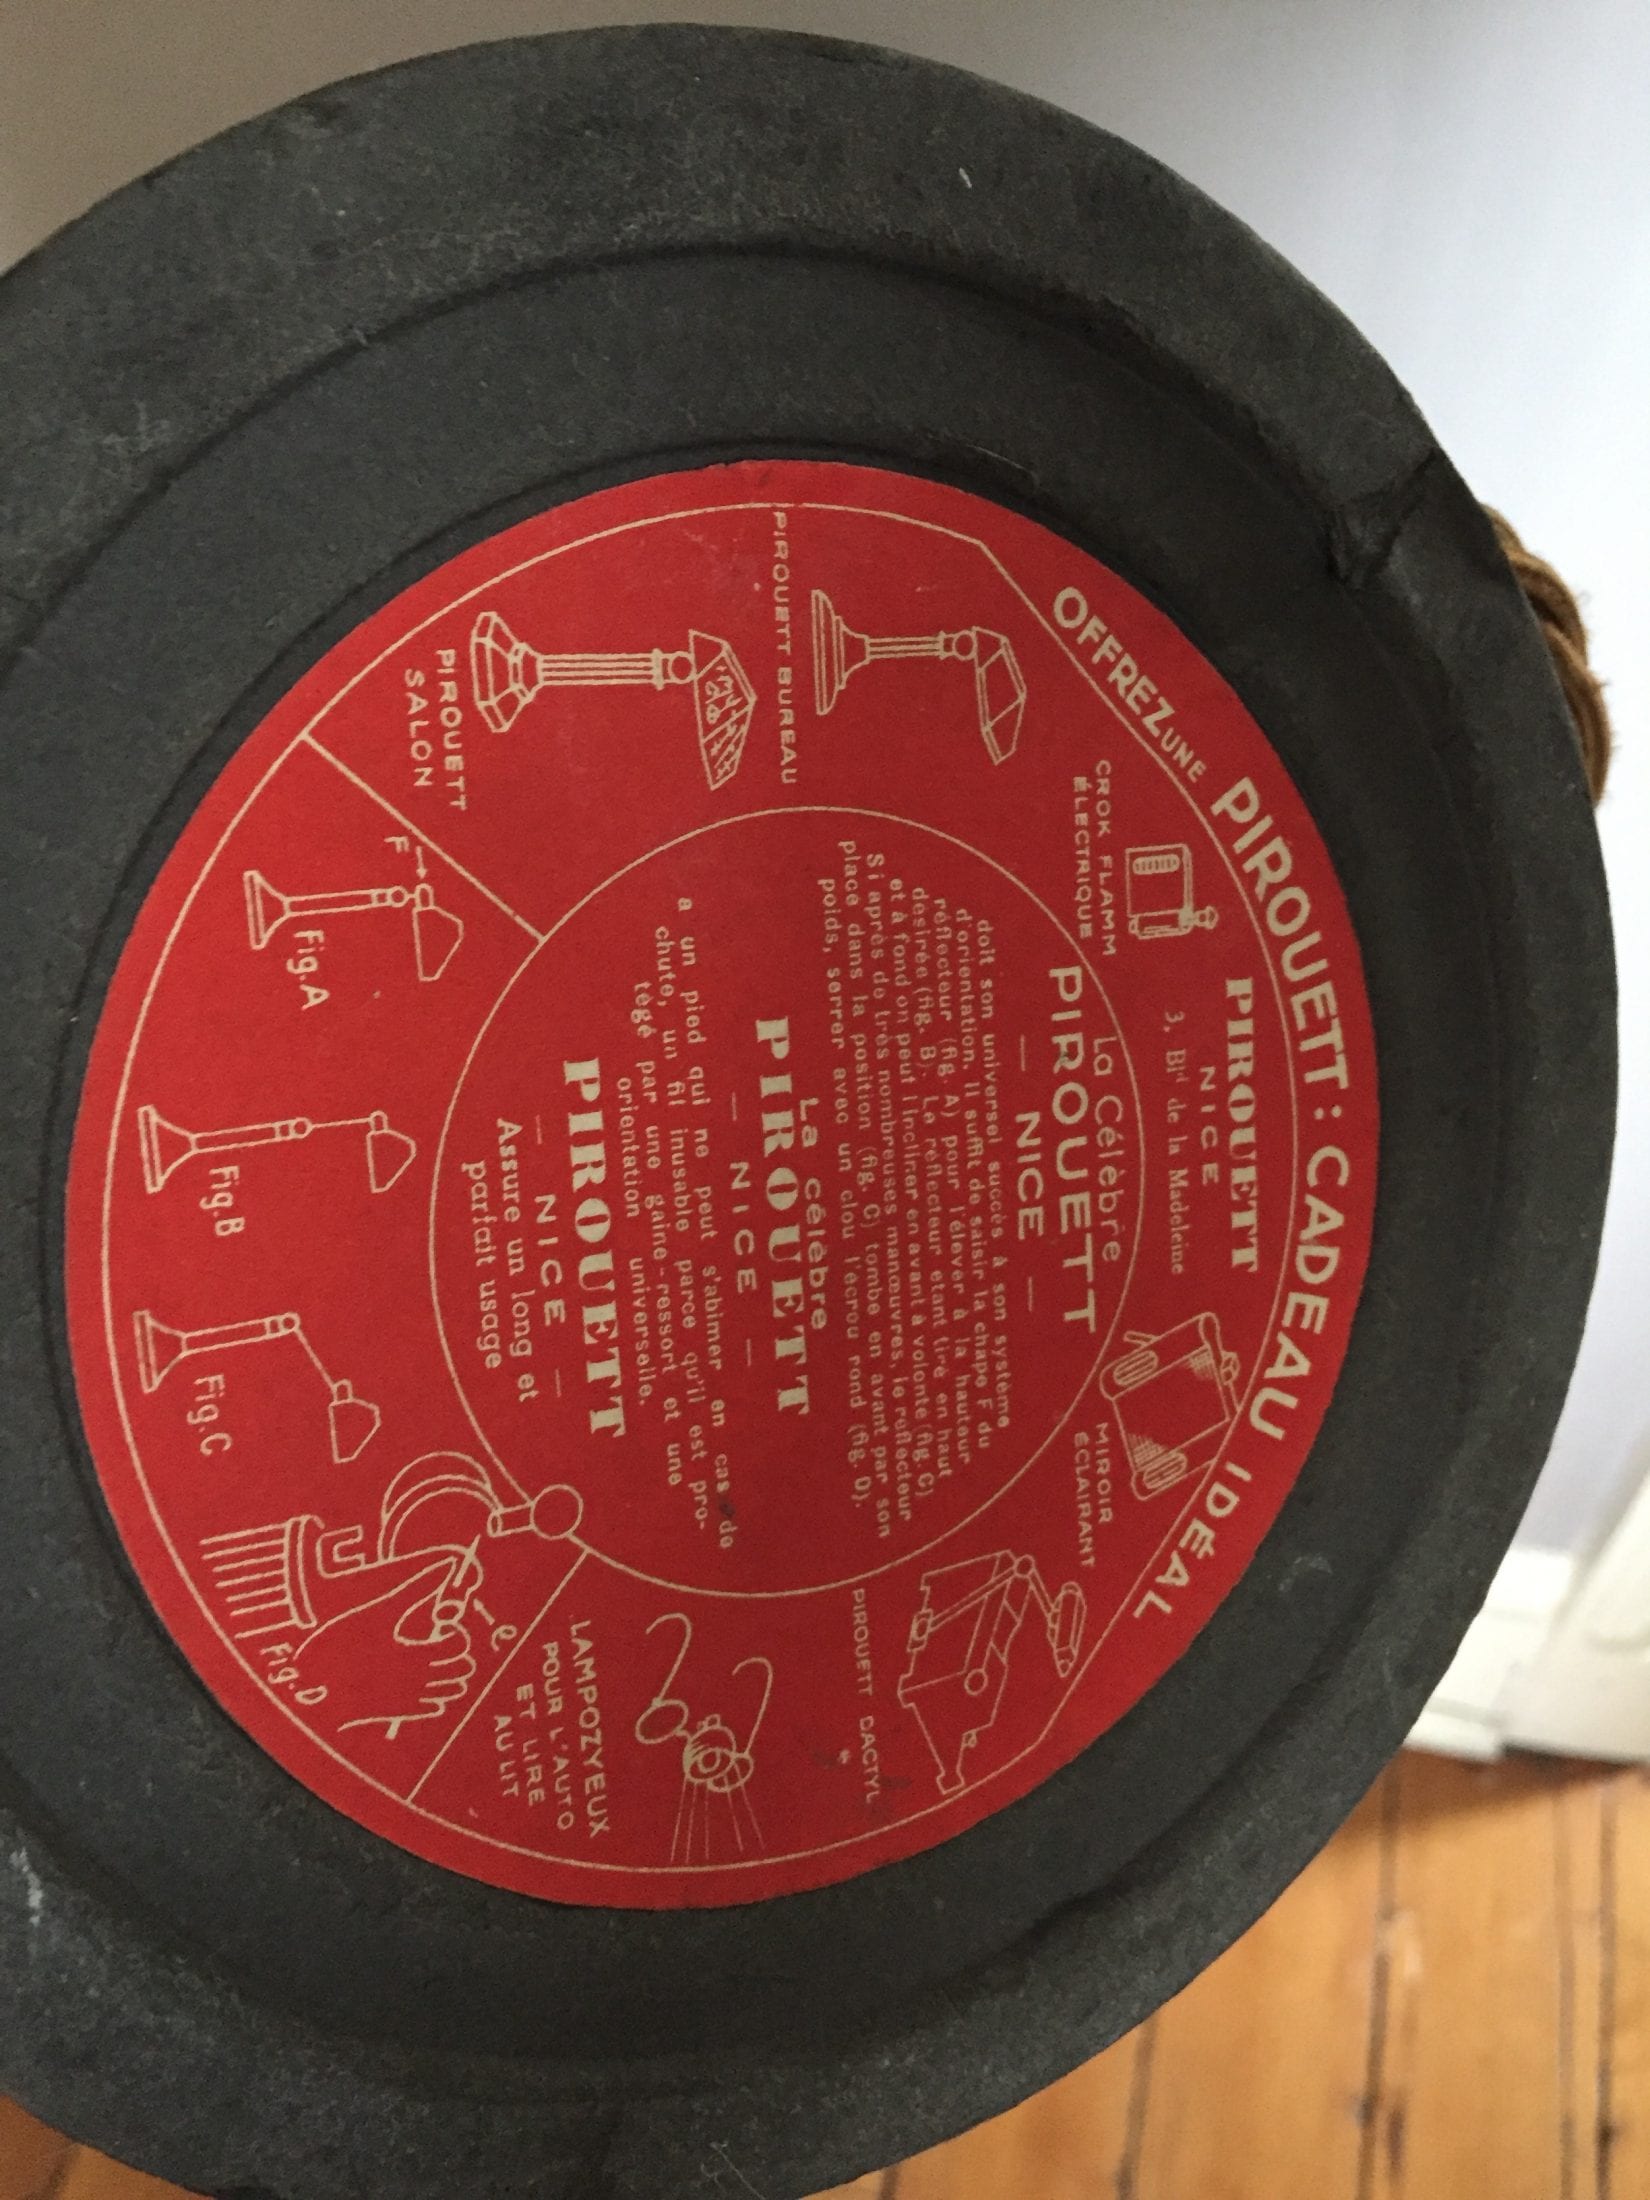 OFFREZ UNE PIROUETT : CADEAU IDÉAL
PIROUETT
NICE
3, Bd de la Madeleine
CROK FLAMM
ÉLECTRIQUE
MIROIR
ÉCLAIRANT
PIROUETT BUREAU
PIROUETT DACTYL
PIROUETT
SALON
LAMPOZYEUX
POUR L'AUTO
ET LIRE
AU LIT
La Célèbre
PIROUETT
— NICE —
doit son universel succès à son système
d'orientation. Il suffit de saisir la chape F du
réflecteur (fig. A) pour l'élever à la hauteur
desirée (fig. B). Le réflecteur étant tiré en haut
et à fond on peut l'incliner en avant à volonté (fig. C)
Si après de très nombreuses manœuvres, le réflecteur
place dans la position (fig. C) tombe en avant par son
poids, serrer avec un clou l'écrou rond (fig. D).
La célèbre
PIROUETT
— NICE —
a un pied qui ne peut s'abimer en cas de
chute, un fil inusable parce qu'il est pro-
tégé par une gaine-ressort et une
orientation universelle.
PIROUETT
— NICE —
Assure un long et
parfait usage
F
Fig. A
Fig. B
Fig. C
e
Fig. D